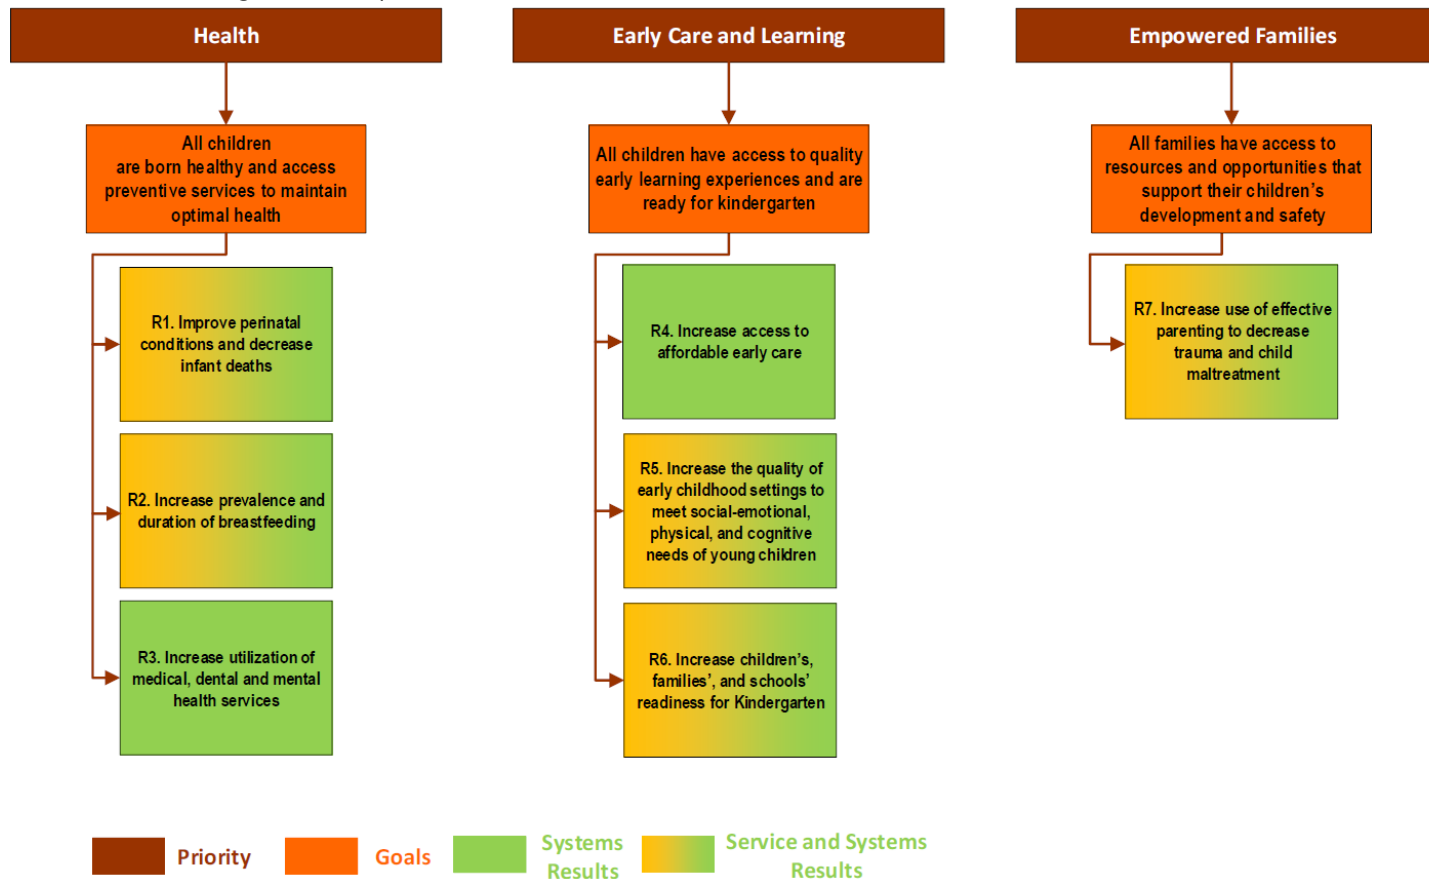 Health
Early Care and Learning
Empowered Families
All children
are born healthy and access
preventive services to maintain
optimal health
All children have access to quality
early learning experiences and are
ready for kindergarten
All families have access to
resources and opportunities that
support their children’s
development and safety
R1. Improve perinatal
conditions and decrease
infant deaths
R4. Increase access to
affordable early care
R7. Increase use of effective
parenting to decrease
trauma and child
maltreatment
R2. Increase prevalence and
duration of breastfeeding
R5. Increase the quality of
early childhood settings to
meet social-emotional,
physical, and cognitive
needs of young children
R3. Increase utilization of
medical, dental and mental
health services
R6. Increase children’s,
families’, and schools’
readiness for Kindergarten
Priority
Goals
Systems
Results
Service and Systems
Results